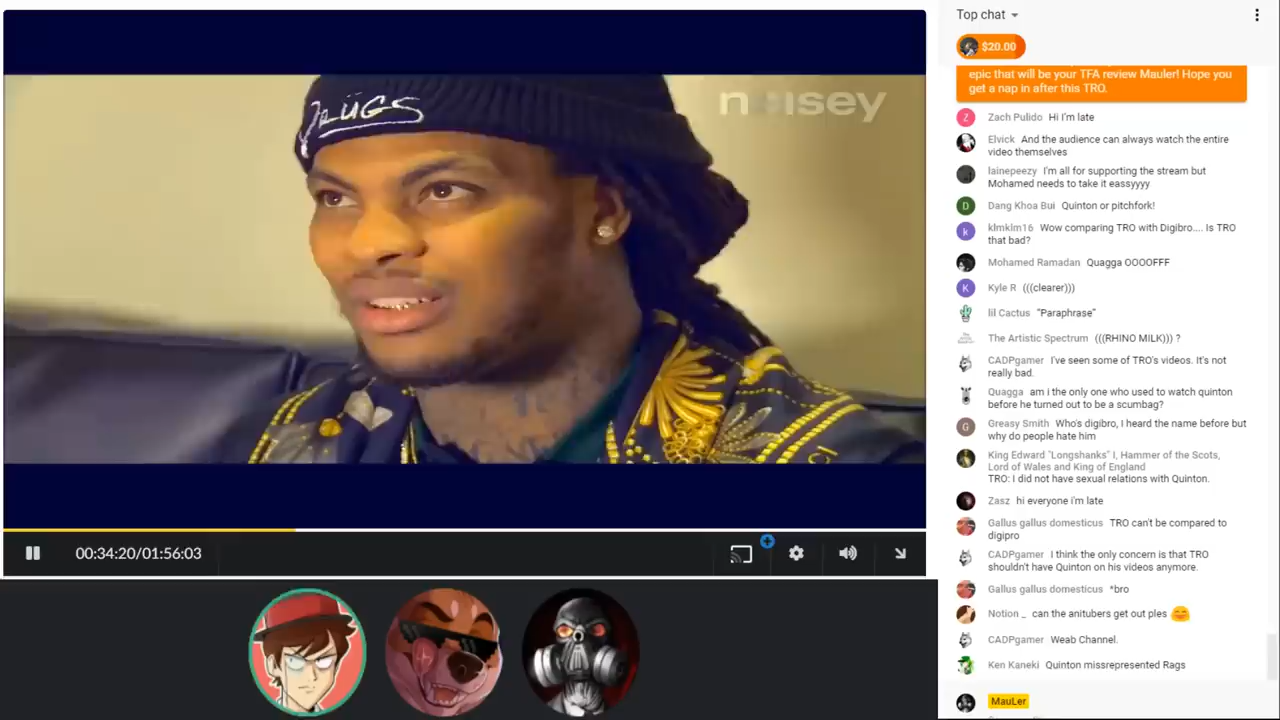 DRUGS
noisey
00:34:20/01:56:03
Top chat
$20.00
epic that will be your TFA review Mauler! Hope you
get a nap in after this TRO.
Z
Zach Pulido Hi I'm late
Elvick And the audience can always watch the entire
video themselves
lainepeezy I'm all for supporting the stream but
Mohamed needs to take it eassyyyy
D
Dang Khoa Bui Quinton or pitchfork!
k
klmklm16 Wow comparing TRO with Digibro.... Is TRO
that bad?
Mohamed Ramadan Quagga OOOOFFF
K
Kyle R (((clearer)))
lil Cactus "Paraphrase"
The Artistic Spectrum (((RHINO MILK))) ?
CADPgamer I've seen some of TRO's videos. It's not
really bad.
Quagga am i the only one who used to watch quinton
before he turned out to be a scumbag?
G
Greasy Smith Who's digibro, I heard the name before but
why do people hate him
King Edward "Longshanks" I, Hammer of the Scots,
Lord of Wales and King of England
TRO: I did not have sexual relations with Quinton.
Zasz hi everyone i'm late
Gallus gallus domesticus TRO can't be compared to
digipro
CADPgamer I think the only concern is that TRO
shouldn't have Quinton on his videos anymore.
Gallus gallus domesticus *bro
Notion _ can the anitubers get out ples
CADPgamer Weab Channel.
Ken Kaneki Quinton missrepresented Rags
MauLer